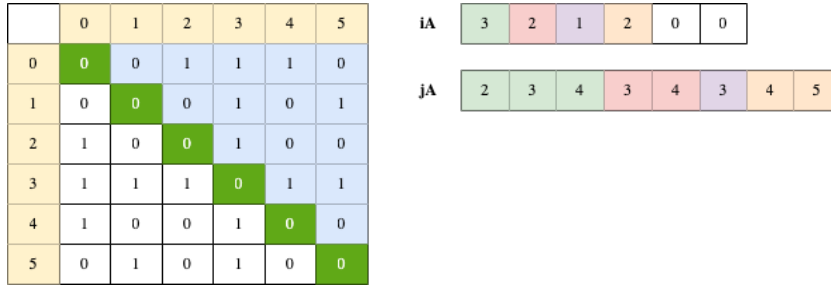 0 1 2 3 4 5
0 0 0 1 1 1 0
1 0 0 0 1 0 1
2 1 0 0 1 0 0
3 1 1 1 0 1 1
4 1 0 0 1 0 0
5 0 1 0 1 0 0
iA 3 2 1 2 0 0
jA 2 3 4 3 4 3 4 5